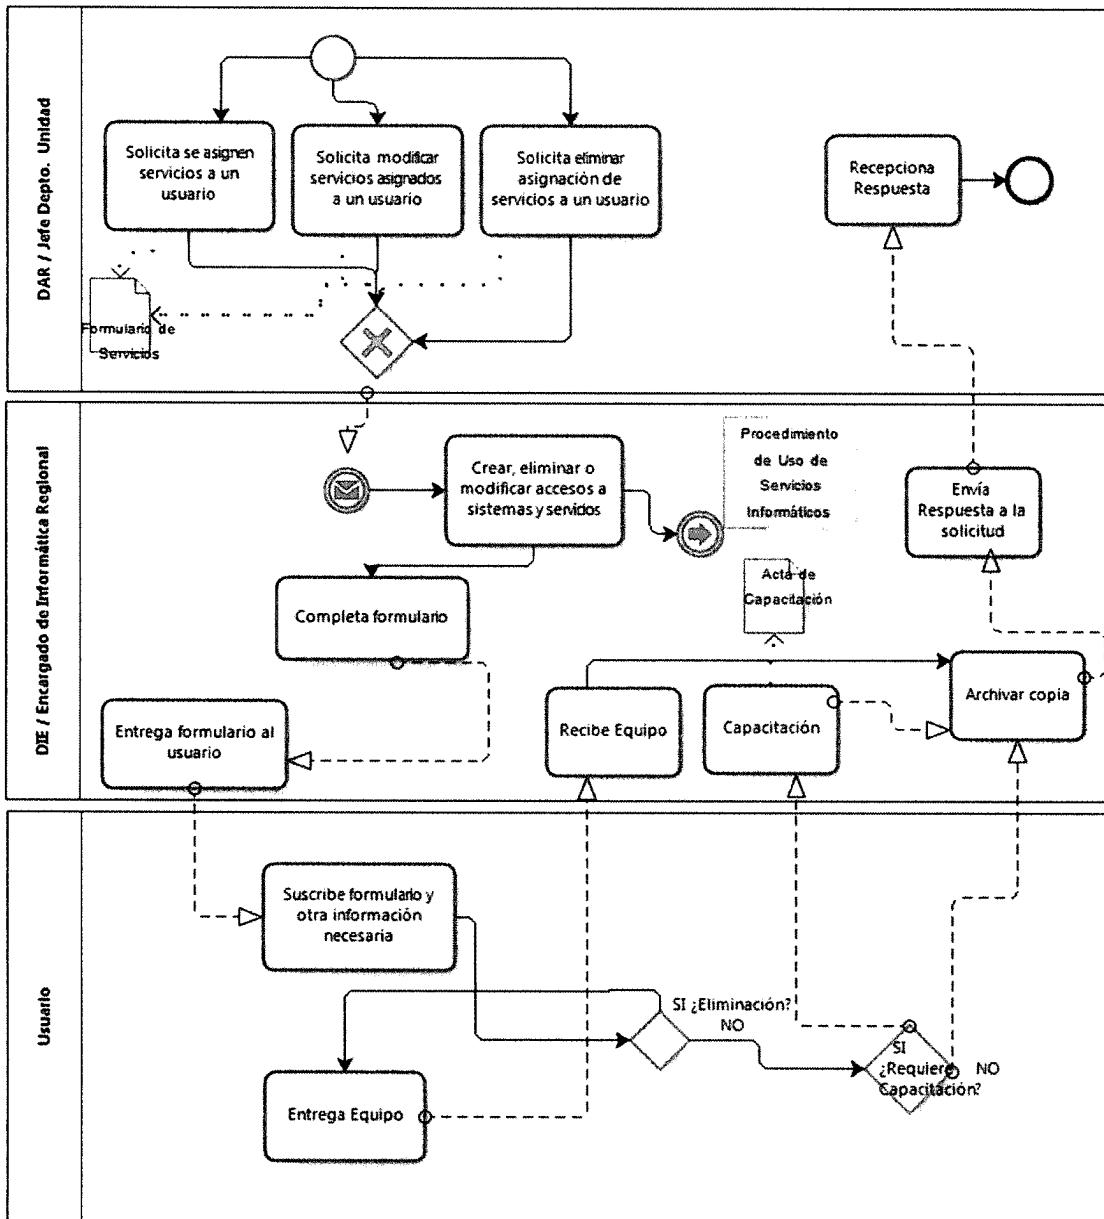 DAR / Jefe Depto. Unidad
Solicita se asignen
servicios a un
usuario
Solicita modificar
servicios asignados
a un usuario
Solicita eliminar
asignación de
servicios a un usuario
Recepciona
Respuesta
Formulario de
Servicios
DIE / Encargado de Informática Regional
Crear, eliminar o
modificar accesos a
sistemas y servicios
Procedimiento
de Uso de
Servicios
Informáticos
Envía
Respuesta a la
solicitud
Acta de
Capacitación
Completa formulario
Entrega formulario al
usuario
Recibe Equipo
Capacitación
Archivar copia
Usuario
Suscribe formulario y
otra información
necesaria
SI ¿Eliminación?
NO
SI
¿Requiere
Capacitación?
NO
Entrega Equipo